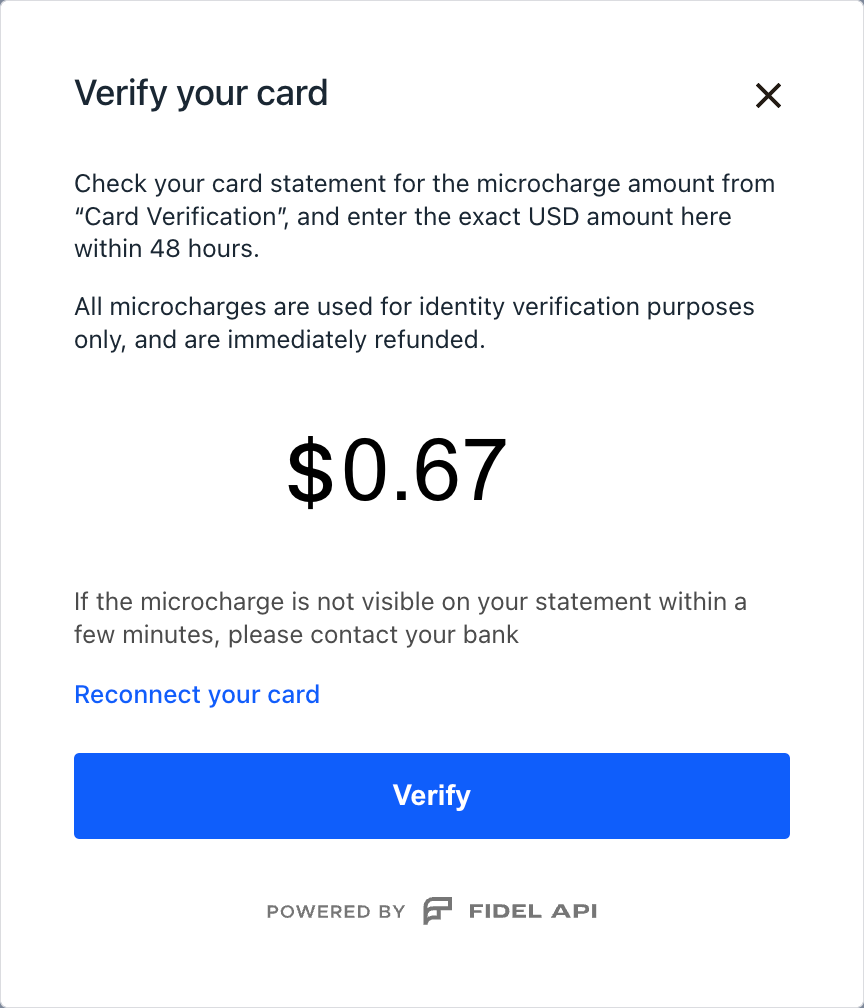 Verify your card
Check your card statement for the microcharge amount from
“Card Verification”, and enter the exact USD amount here
within 48 hours.
All microcharges are used for identity verification purposes
only, and are immediately refunded.
$0.67
If the microcharge is not visible on your statement within a
few minutes, please contact your bank
Reconnect your card
Verify
POWERED BY FIDEL API